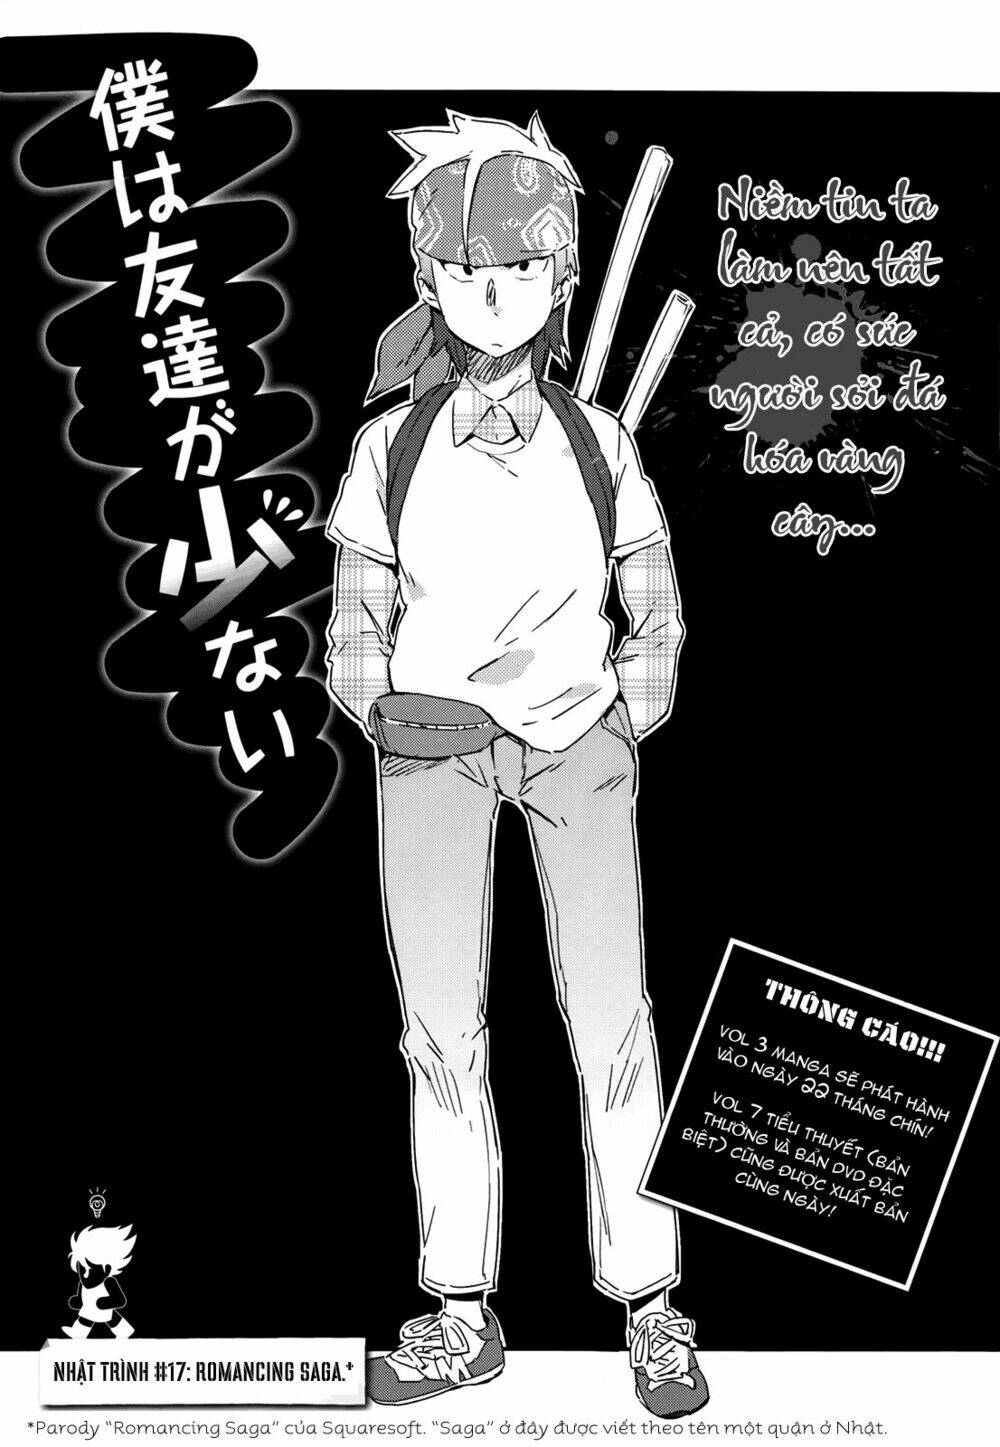 僕は友達が少ない
Niềm tin ta
làm nên tất
cả, có sức
người sỏi đá
hóa vàng
cây...
THÔNG CÁO!!!
VOL 3 MANGA SẼ PHÁT HÀNH
VÀO NGÀY 22 THÁNG CHÍN!
VOL 7 TIỂU THUYẾT (BẢN
THƯỜNG VÀ BẢN DVD ĐẶC
BIỆT) CŨNG ĐƯỢC XUẤT BẢN
CÙNG NGÀY!
NHẬT TRÌNH #17: ROMANCING SAGA.*
*Parody "Romancing Saga" của Squaresoft. "Saga" ở đây được viết theo tên một quận ở Nhật.